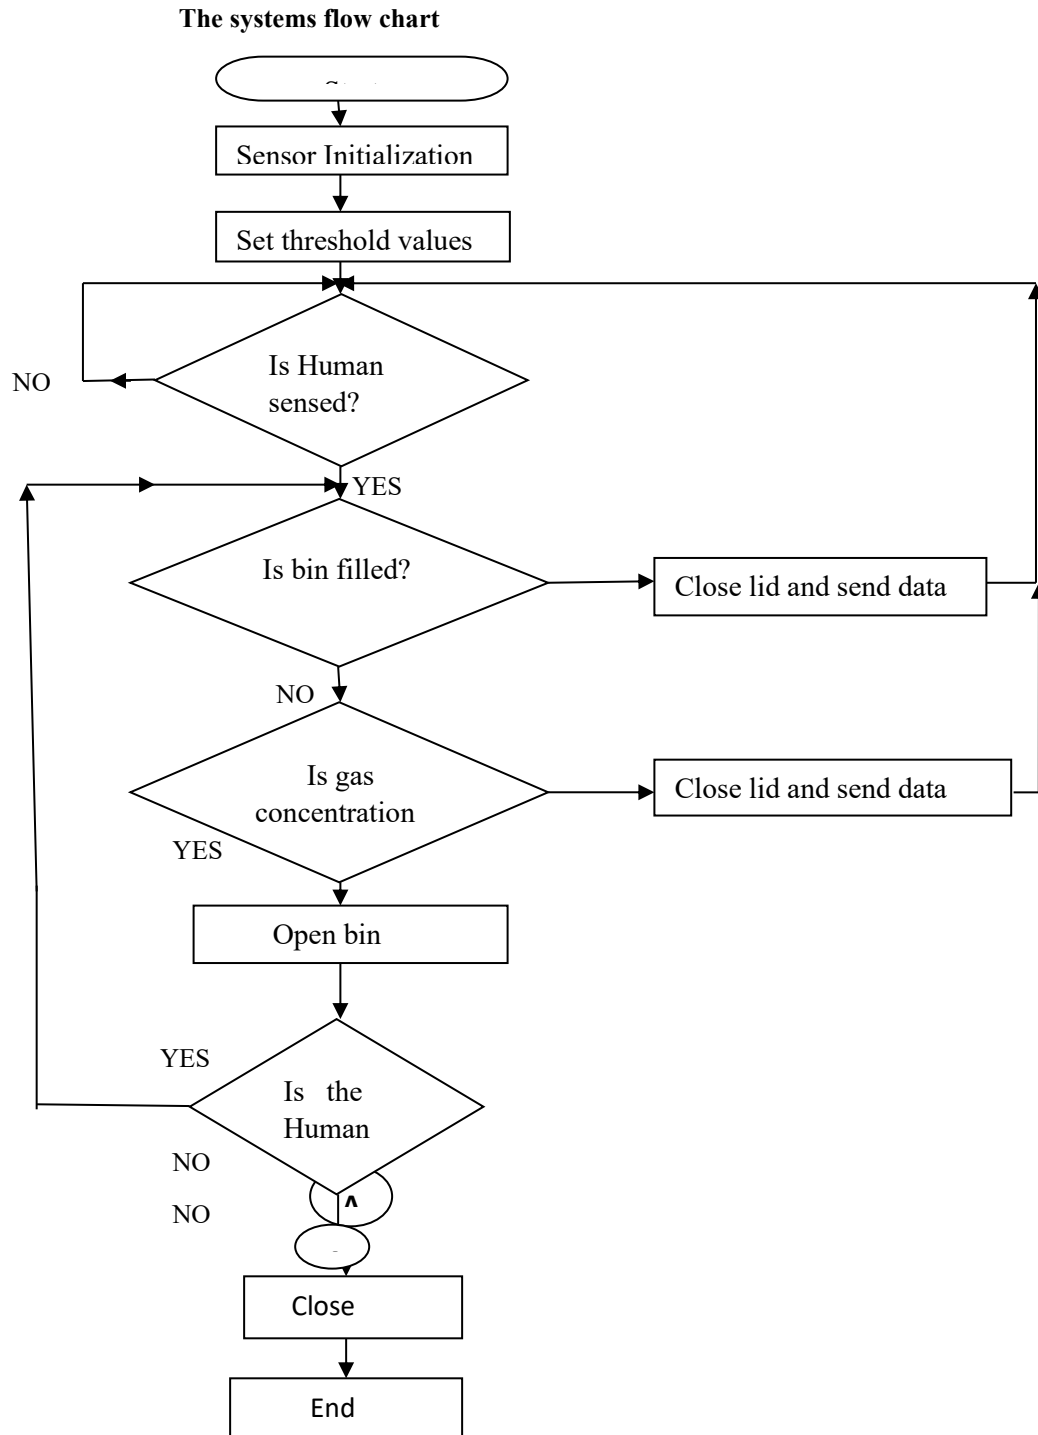 The systems flow chart
Sensor Initialization
Set threshold values
Is Human
sensed?
NO
YES
Is bin filled?
Close lid and send data
NO
Is gas
concentration
Close lid and send data
YES
Open bin
YES
Is the
Human
NO
NO
Close
End